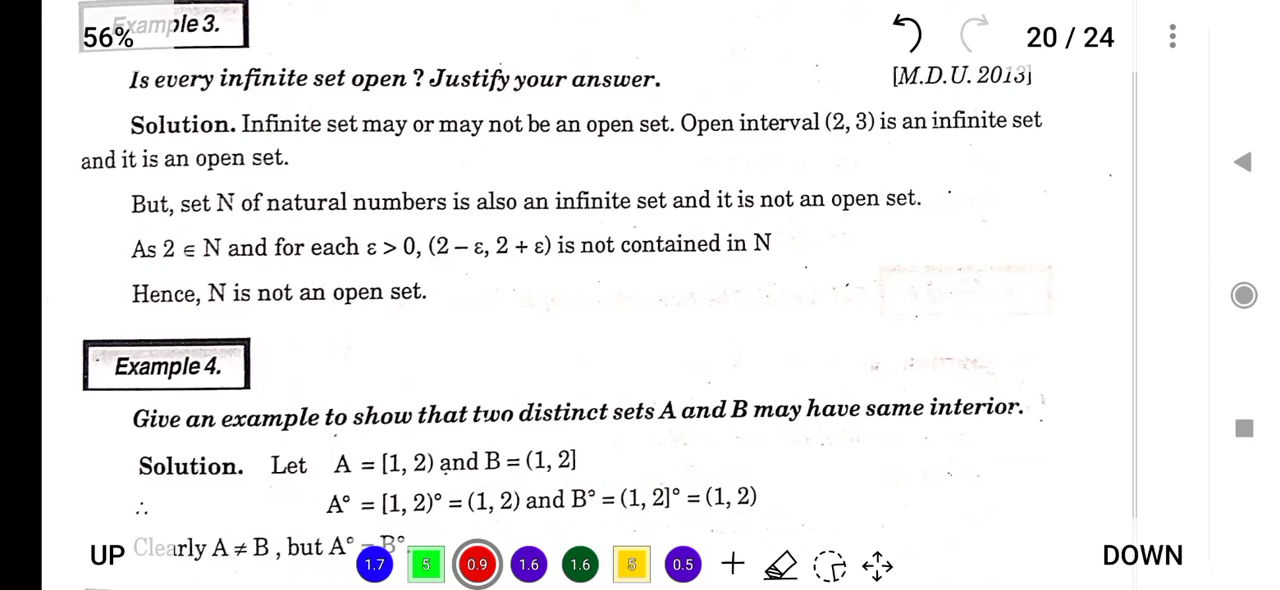 Example 3.
56%
20 / 24
Is every infinite set open ? Justify your answer. [M.D.U. 2013]
Solution. Infinite set may or may not be an open set. Open interval (2, 3) is an infinite set
and it is an open set.
But, set N of natural numbers is also an infinite set and it is not an open set.
As 2 ∈ N and for each ε > 0, (2 – ε, 2 + ε) is not contained in N
Hence, N is not an open set.
Example 4.
Give an example to show that two distinct sets A and B may have same interior.
Solution. Let A = [1, 2) and B = (1, 2]
∴ A° = [1, 2)° = (1, 2) and B° = (1, 2]° = (1, 2)
Clearly A ≠ B , but A° = B°
UP
1.7 5 0.9 1.6 1.6 5 0.5
DOWN